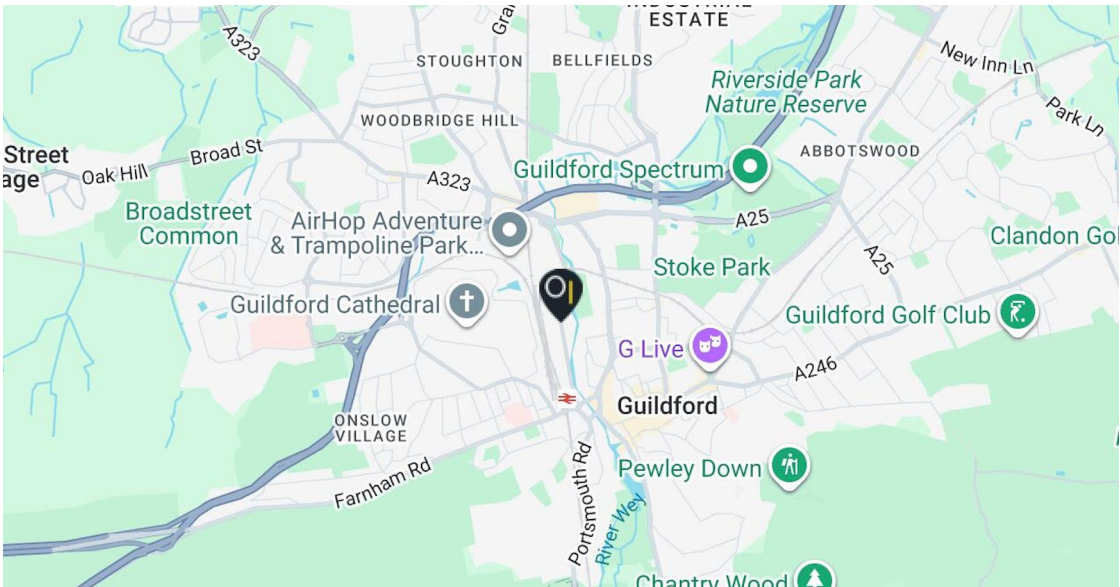 INDUSTRIAL
ESTATE
A323
STOUGHTON
BELLFIELDS
New Inn Ln
Riverside Park
Nature Reserve
Park Ln
WOODBRIDGE HILL
Street
age
Oak Hill
Broad St
ABBOTSWOOD
Guildford Spectrum
A323
Broadstreet
Common
AirHop Adventure
& Trampoline Park...
A25
Clandon Gol
A25
Stoke Park
Guildford Cathedral
Guildford Golf Club
G Live
A246
Guildford
ONSLOW
VILLAGE
Farnham Rd
Portsmouth Rd
Pewley Down
River Wey
Chantry Wood